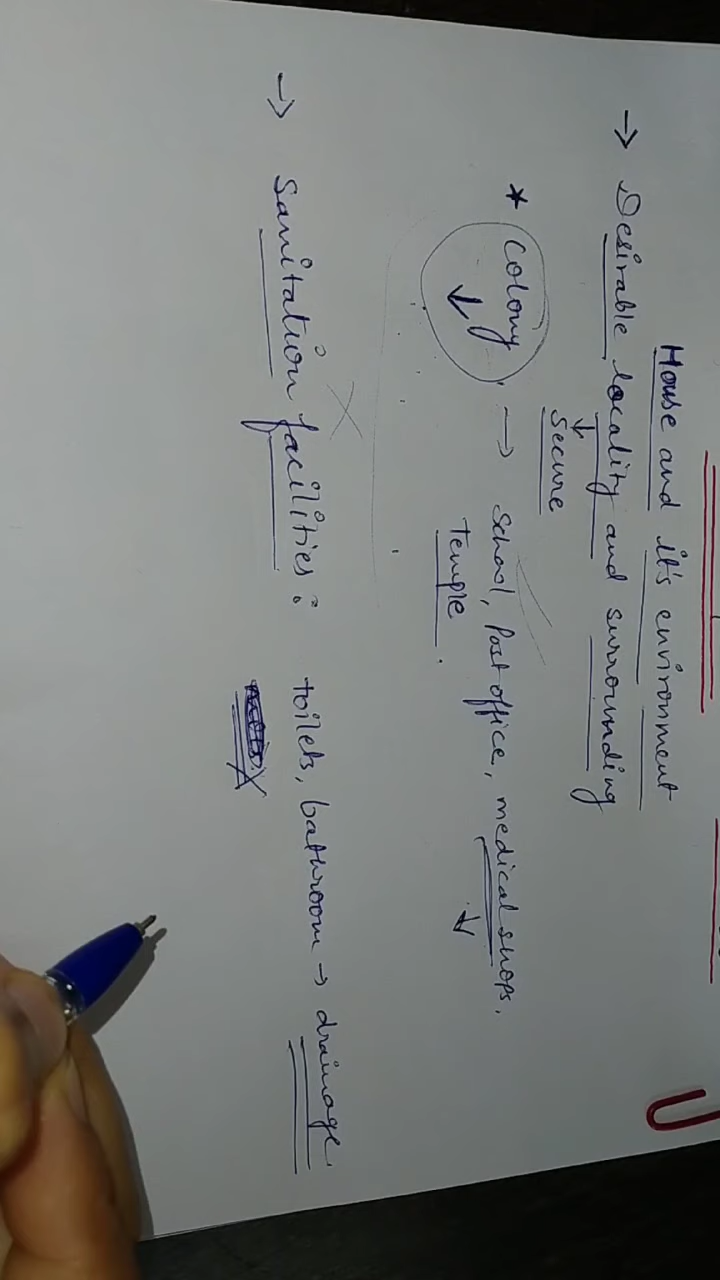 House and it's environment
→ Desirable locality and surrounding
↓
Secure
* Colony → School, Post office, medical shops,
↓
Temple.
→ Sanitation facilities: toilets, bathroom → drainage.